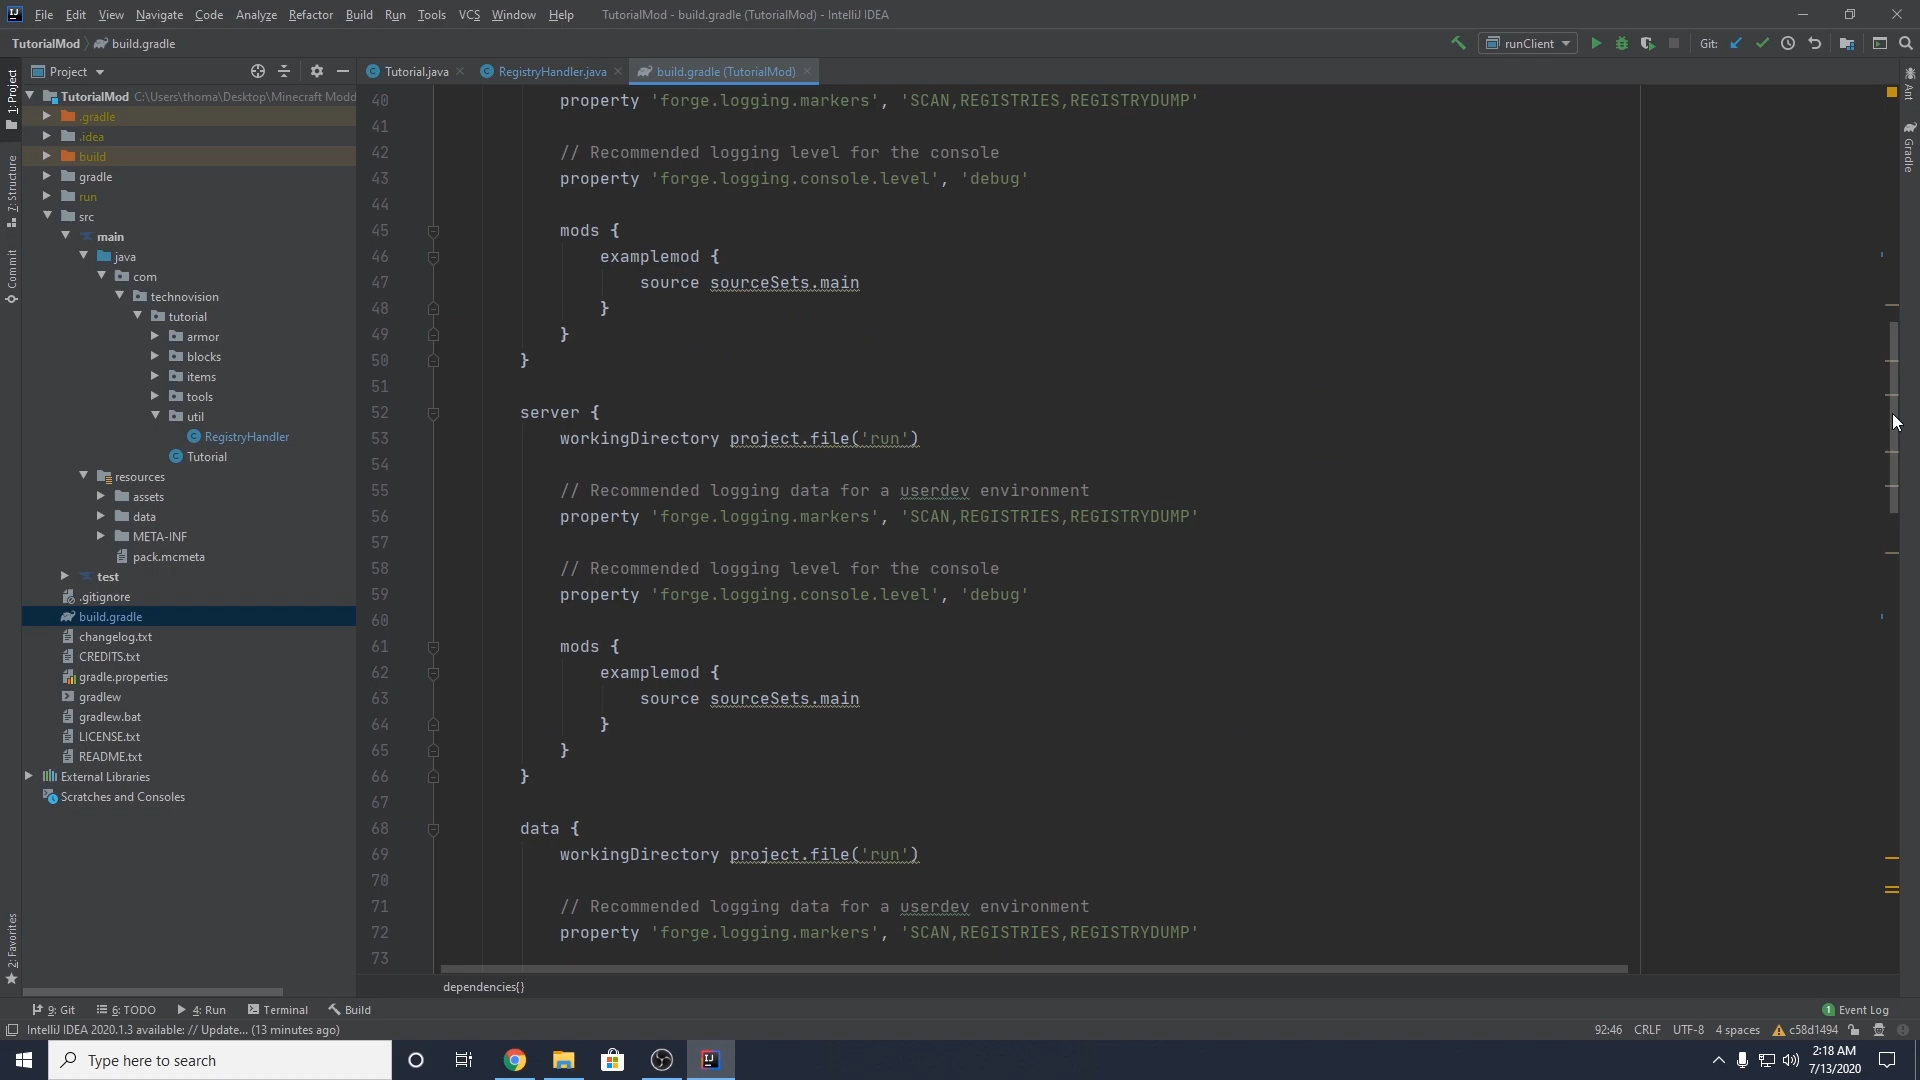 File Edit View Navigate Code Analyze Refactor Build Run Tools VCS Window Help TutorialMod - build.gradle (TutorialMod) - IntelliJ IDEA
TutorialMod build.gradle runClient Git:
Project Tutorial.java RegistryHandler.java build.gradle (TutorialMod)
TutorialMod C:\Users\thoma\Desktop\Minecraft Modd
.gradle
.idea
build
gradle
run
src
main
java
com
technovision
tutorial
armor
blocks
items
tools
util
RegistryHandler
Tutorial
resources
assets
data
META-INF
pack.mcmeta
test
.gitignore
build.gradle
changelog.txt
CREDITS.txt
gradle.properties
gradlew
gradlew.bat
LICENSE.txt
README.txt
External Libraries
Scratches and Consoles
1: Project
7: Structure
Commit
2: Favorites
40 property 'forge.logging.markers', 'SCAN,REGISTRIES,REGISTRYDUMP'
41
42 // Recommended logging level for the console
43 property 'forge.logging.console.level', 'debug'
44
45 mods {
46 examplemod {
47 source sourceSets.main
48 }
49 }
50 }
51
52 server {
53 workingDirectory project.file('run')
54
55 // Recommended logging data for a userdev environment
56 property 'forge.logging.markers', 'SCAN,REGISTRIES,REGISTRYDUMP'
57
58 // Recommended logging level for the console
59 property 'forge.logging.console.level', 'debug'
60
61 mods {
62 examplemod {
63 source sourceSets.main
64 }
65 }
66 }
67
68 data {
69 workingDirectory project.file('run')
70
71 // Recommended logging data for a userdev environment
72 property 'forge.logging.markers', 'SCAN,REGISTRIES,REGISTRYDUMP'
73
dependencies{}
Ant
Gradle
9: Git 6: TODO 4: Run Terminal Build 1 Event Log
IntelliJ IDEA 2020.1.3 available: // Update... (13 minutes ago) 92:46 CRLF UTF-8 4 spaces c58d1494
Type here to search
2:18 AM
7/13/2020